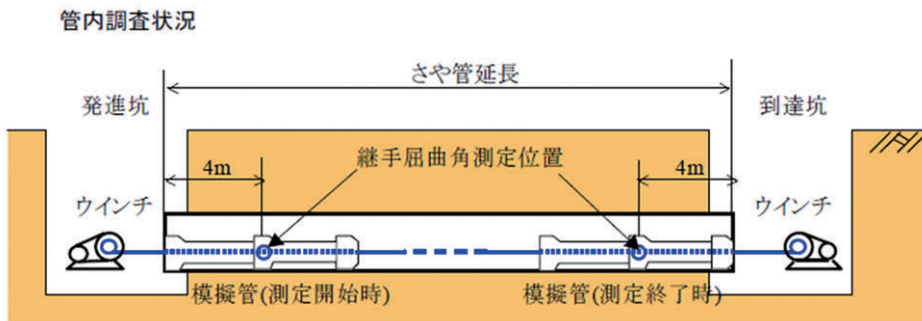 管内調査状況
さや管延長
発進坑
到達坑
継手屈曲角測定位置
4m
4m
ウインチ
ウインチ
模擬管(測定開始時)
模擬管(測定終了時)